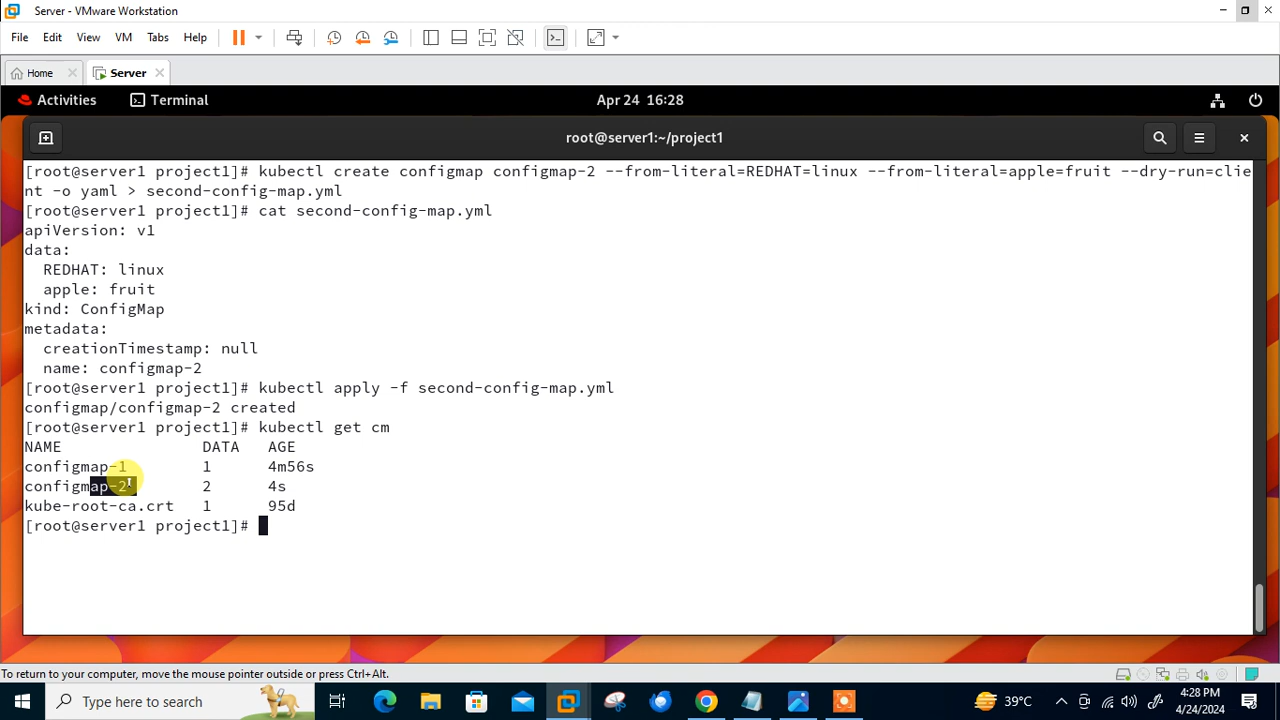 Server - VMware Workstation
File Edit View VM Tabs Help
Home Server
Activities Terminal Apr 24 16:28
root@server1:~/project1
[root@server1 project1]# kubectl create configmap configmap-2 --from-literal=REDHAT=linux --from-literal=apple=fruit --dry-run=clie
nt -o yaml > second-config-map.yml
[root@server1 project1]# cat second-config-map.yml
apiVersion: v1
data:
  REDHAT: linux
  apple: fruit
kind: ConfigMap
metadata:
  creationTimestamp: null
  name: configmap-2
[root@server1 project1]# kubectl apply -f second-config-map.yml
configmap/configmap-2 created
[root@server1 project1]# kubectl get cm
NAME DATA AGE
configmap-1 1 4m56s
configmap-2 2 4s
kube-root-ca.crt 1 95d
[root@server1 project1]#
To return to your computer, move the mouse pointer outside or press Ctrl+Alt.
Type here to search 39°C 4:28 PM
4/24/2024